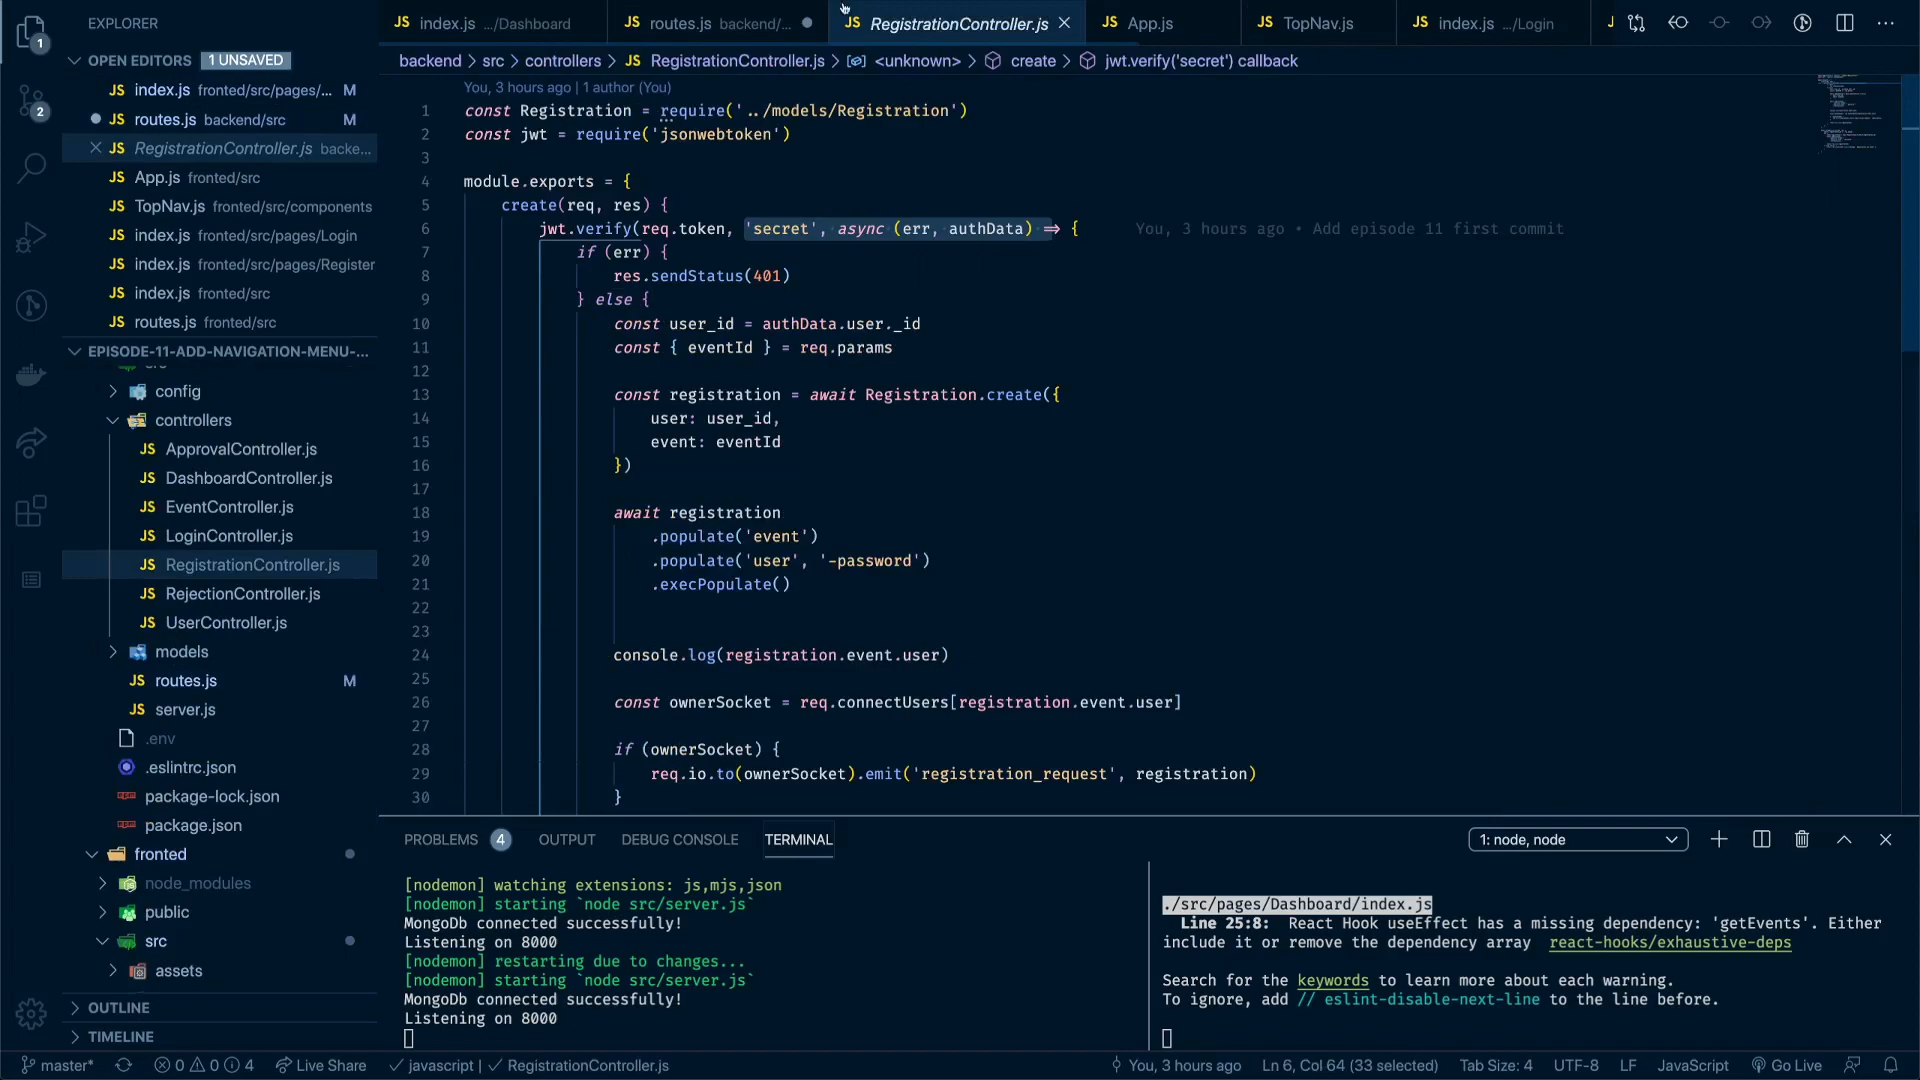 EXPLORER
OPEN EDITORS 1 UNSAVED
JS index.js fronted/src/pages/... M
JS routes.js backend/src M
JS RegistrationController.js backe...
JS App.js fronted/src
JS TopNav.js fronted/src/components
JS index.js fronted/src/pages/Login
JS index.js fronted/src/pages/Register
JS index.js fronted/src
JS routes.js fronted/src
EPISODE-11-ADD-NAVIGATION-MENU-...
config
controllers
JS ApprovalController.js
JS DashboardController.js
JS EventController.js
JS LoginController.js
JS RegistrationController.js
JS RejectionController.js
JS UserController.js
models
JS routes.js M
JS server.js
.env
.eslintrc.json
package-lock.json
package.json
fronted
node_modules
public
src
assets
OUTLINE
TIMELINE
1
2
JS index.js .../Dashboard
JS routes.js backend/...
JS RegistrationController.js
JS App.js
JS TopNav.js
JS index.js .../Login
backend > src > controllers > JS RegistrationController.js > <unknown> > create > jwt.verify('secret') callback
You, 3 hours ago | 1 author (You)
1 const Registration = require('../models/Registration')
2 const jwt = require('jsonwebtoken')
3
4 module.exports = {
5 create(req, res) {
6 jwt.verify(req.token, 'secret', async (err, authData) => { You, 3 hours ago • Add episode 11 first commit
7 if (err) {
8 res.sendStatus(401)
9 } else {
10 const user_id = authData.user._id
11 const { eventId } = req.params
12
13 const registration = await Registration.create({
14 user: user_id,
15 event: eventId
16 })
17
18 await registration
19 .populate('event')
20 .populate('user', '-password')
21 .execPopulate()
22
23
24 console.log(registration.event.user)
25
26 const ownerSocket = req.connectUsers[registration.event.user]
27
28 if (ownerSocket) {
29 req.io.to(ownerSocket).emit('registration_request', registration)
30 }
PROBLEMS 4 OUTPUT DEBUG CONSOLE TERMINAL
1: node, node
[nodemon] watching extensions: js,mjs,json
[nodemon] starting `node src/server.js`
MongoDb connected successfully!
Listening on 8000
[nodemon] restarting due to changes...
[nodemon] starting `node src/server.js`
MongoDb connected successfully!
Listening on 8000
./src/pages/Dashboard/index.js
Line 25:8: React Hook useEffect has a missing dependency: 'getEvents'. Either
include it or remove the dependency array react-hooks/exhaustive-deps
Search for the keywords to learn more about each warning.
To ignore, add // eslint-disable-next-line to the line before.
master* 0 0 4 Live Share javascript | RegistrationController.js
You, 3 hours ago Ln 6, Col 64 (33 selected) Tab Size: 4 UTF-8 LF JavaScript Go Live